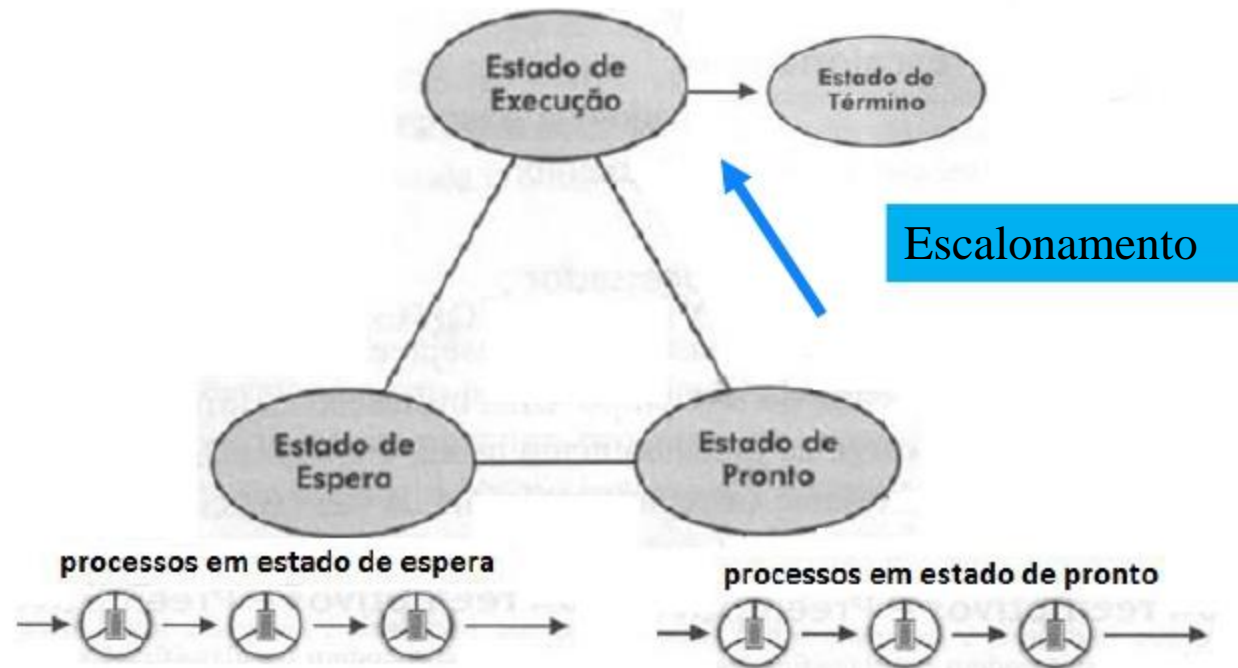 Estado de
Execução
Estado de
Término
Escalonamento
Estado de
Espera
Estado de
Pronto
processos em estado de espera
processos em estado de pronto